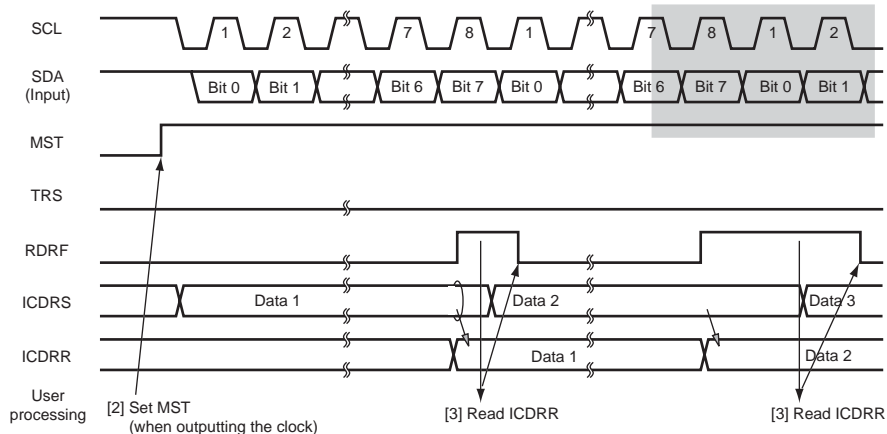 SCL 1 2 7 8 1 7 8 1 2
SDA
(Input)
Bit 0 Bit 1 Bit 6 Bit 7 Bit 0 Bit 6 Bit 7 Bit 0 Bit 1
MST
TRS
RDRF
ICDRS Data 1 Data 2 Data 3
ICDRR Data 1 Data 2
User
processing
[2] Set MST
(when outputting the clock)
[3] Read ICDRR [3] Read ICDRR